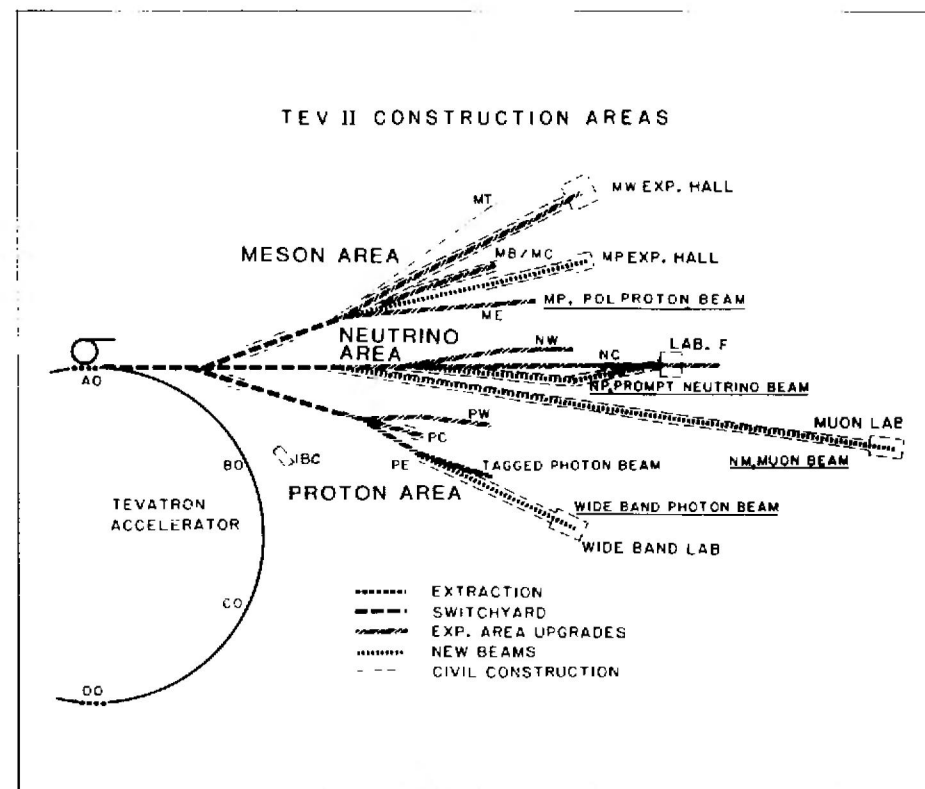 TEV II CONSTRUCTION AREAS
MT
MW EXP. HALL
MESON AREA
MB/MC
MP EXP. HALL
MP, POL PROTON BEAM
ME
NEUTRINO
AREA
NW
NC
LAB. F
NP, PROMPT NEUTRINO BEAM
AO
PW
MUON LAB
PC
NM, MUON BEAM
BO
IBC
PE
TAGGED PHOTON BEAM
PROTON AREA
TEVATRON
ACCELERATOR
WIDE BAND PHOTON BEAM
WIDE BAND LAB
CO
EXTRACTION
SWITCHYARD
EXP. AREA UPGRADES
NEW BEAMS
CIVIL CONSTRUCTION
DO